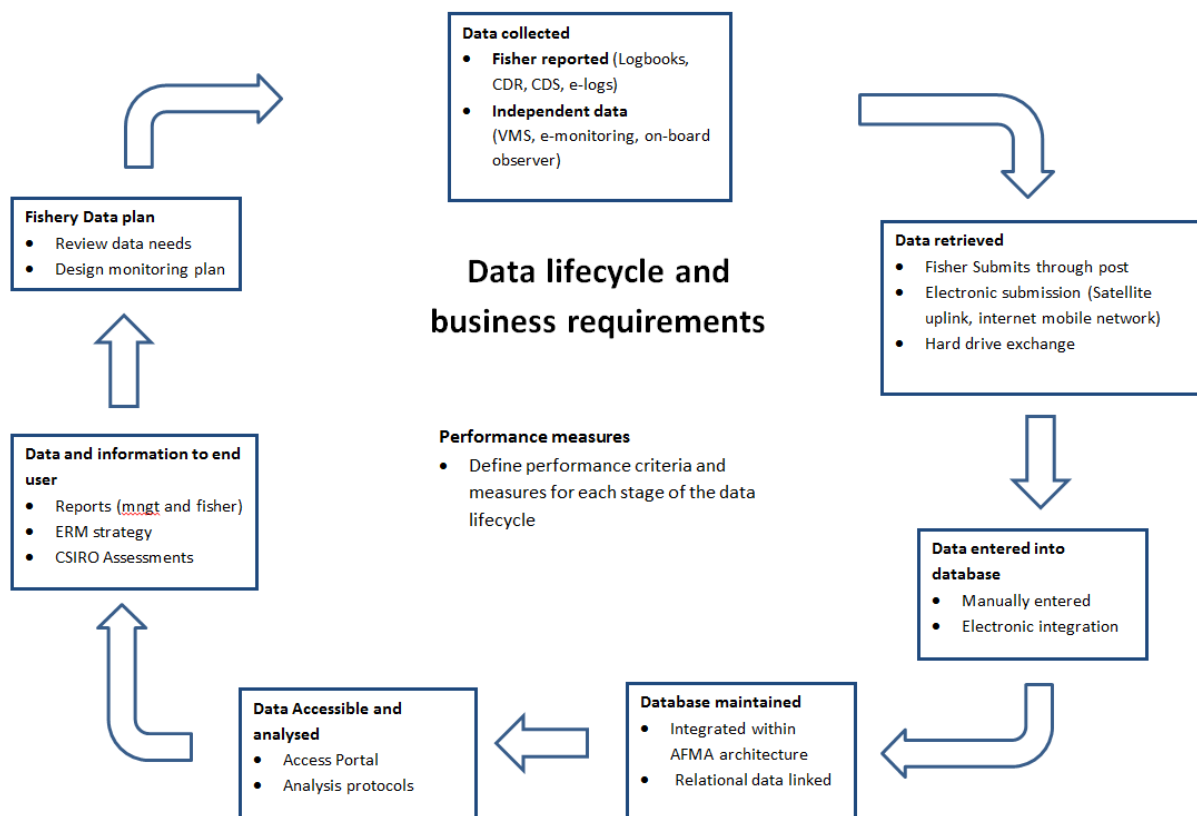 Data collected
• Fisher reported (Logbooks,
CDR, CDS, e-logs)
• Independent data
(VMS, e-monitoring, on-board
observer)
Fishery Data plan
• Review data needs
• Design monitoring plan
Data lifecycle and
business requirements
Data retrieved
• Fisher Submits through post
• Electronic submission (Satellite
uplink, internet mobile network)
• Hard drive exchange
Data and information to end
user
• Reports (mngt and fisher)
• ERM strategy
• CSIRO Assessments
Performance measures
• Define performance criteria and
measures for each stage of the data
lifecycle
Data entered into
database
• Manually entered
• Electronic integration
Data Accessible and
analysed
• Access Portal
• Analysis protocols
Database maintained
• Integrated within
AFMA architecture
• Relational data linked